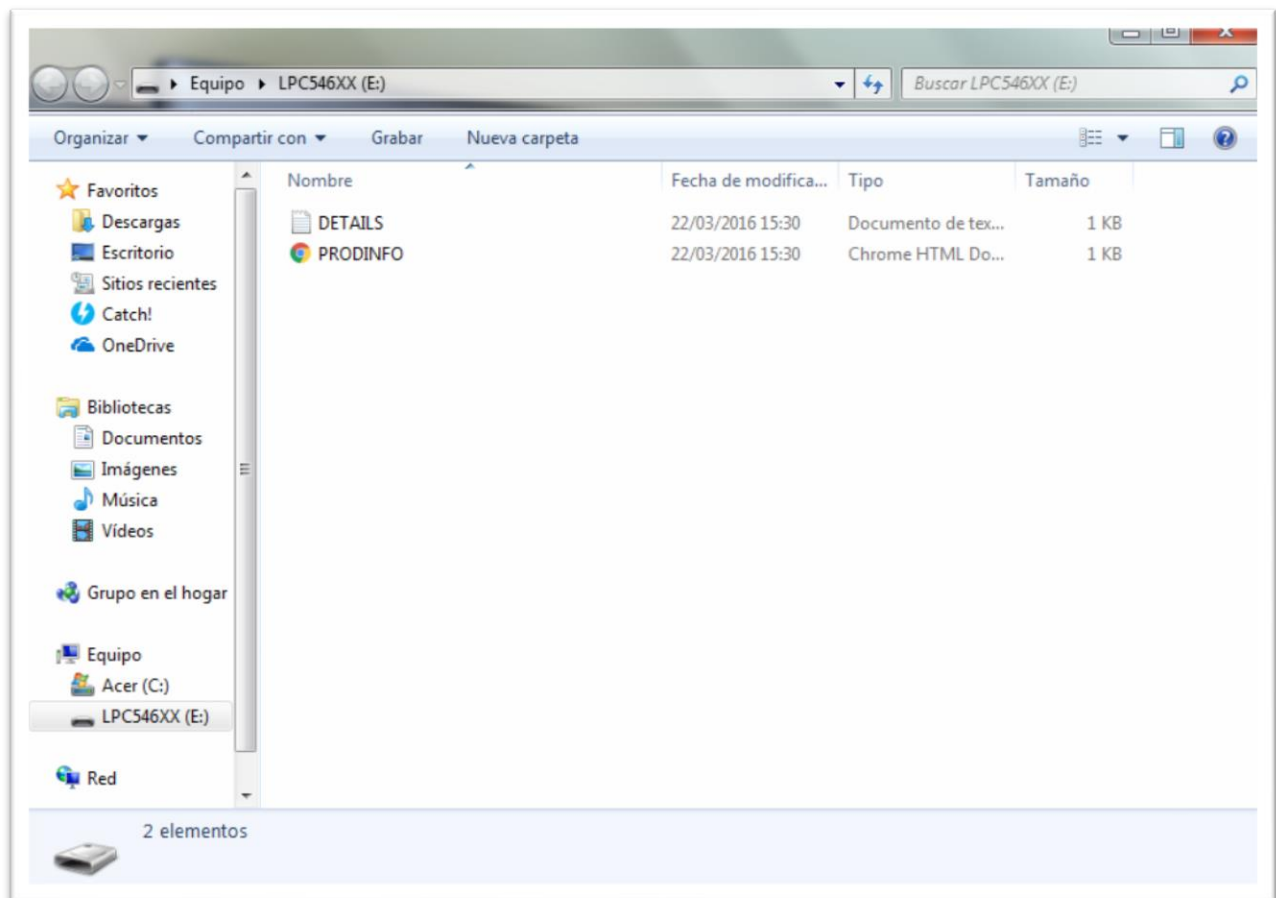 Equipo LPC546XX (E:)
Buscar LPC546XX (E:)
Organizar Compartir con Grabar Nueva carpeta
Favoritos
Descargas
Escritorio
Sitios recientes
Catch!
OneDrive
Bibliotecas
Documentos
Imágenes
Música
Vídeos
Grupo en el hogar
Equipo
Acer (C:)
LPC546XX (E:)
Red
Nombre Fecha de modifica... Tipo Tamaño
DETAILS 22/03/2016 15:30 Documento de tex... 1 KB
PRODINFO 22/03/2016 15:30 Chrome HTML Do... 1 KB
2 elementos